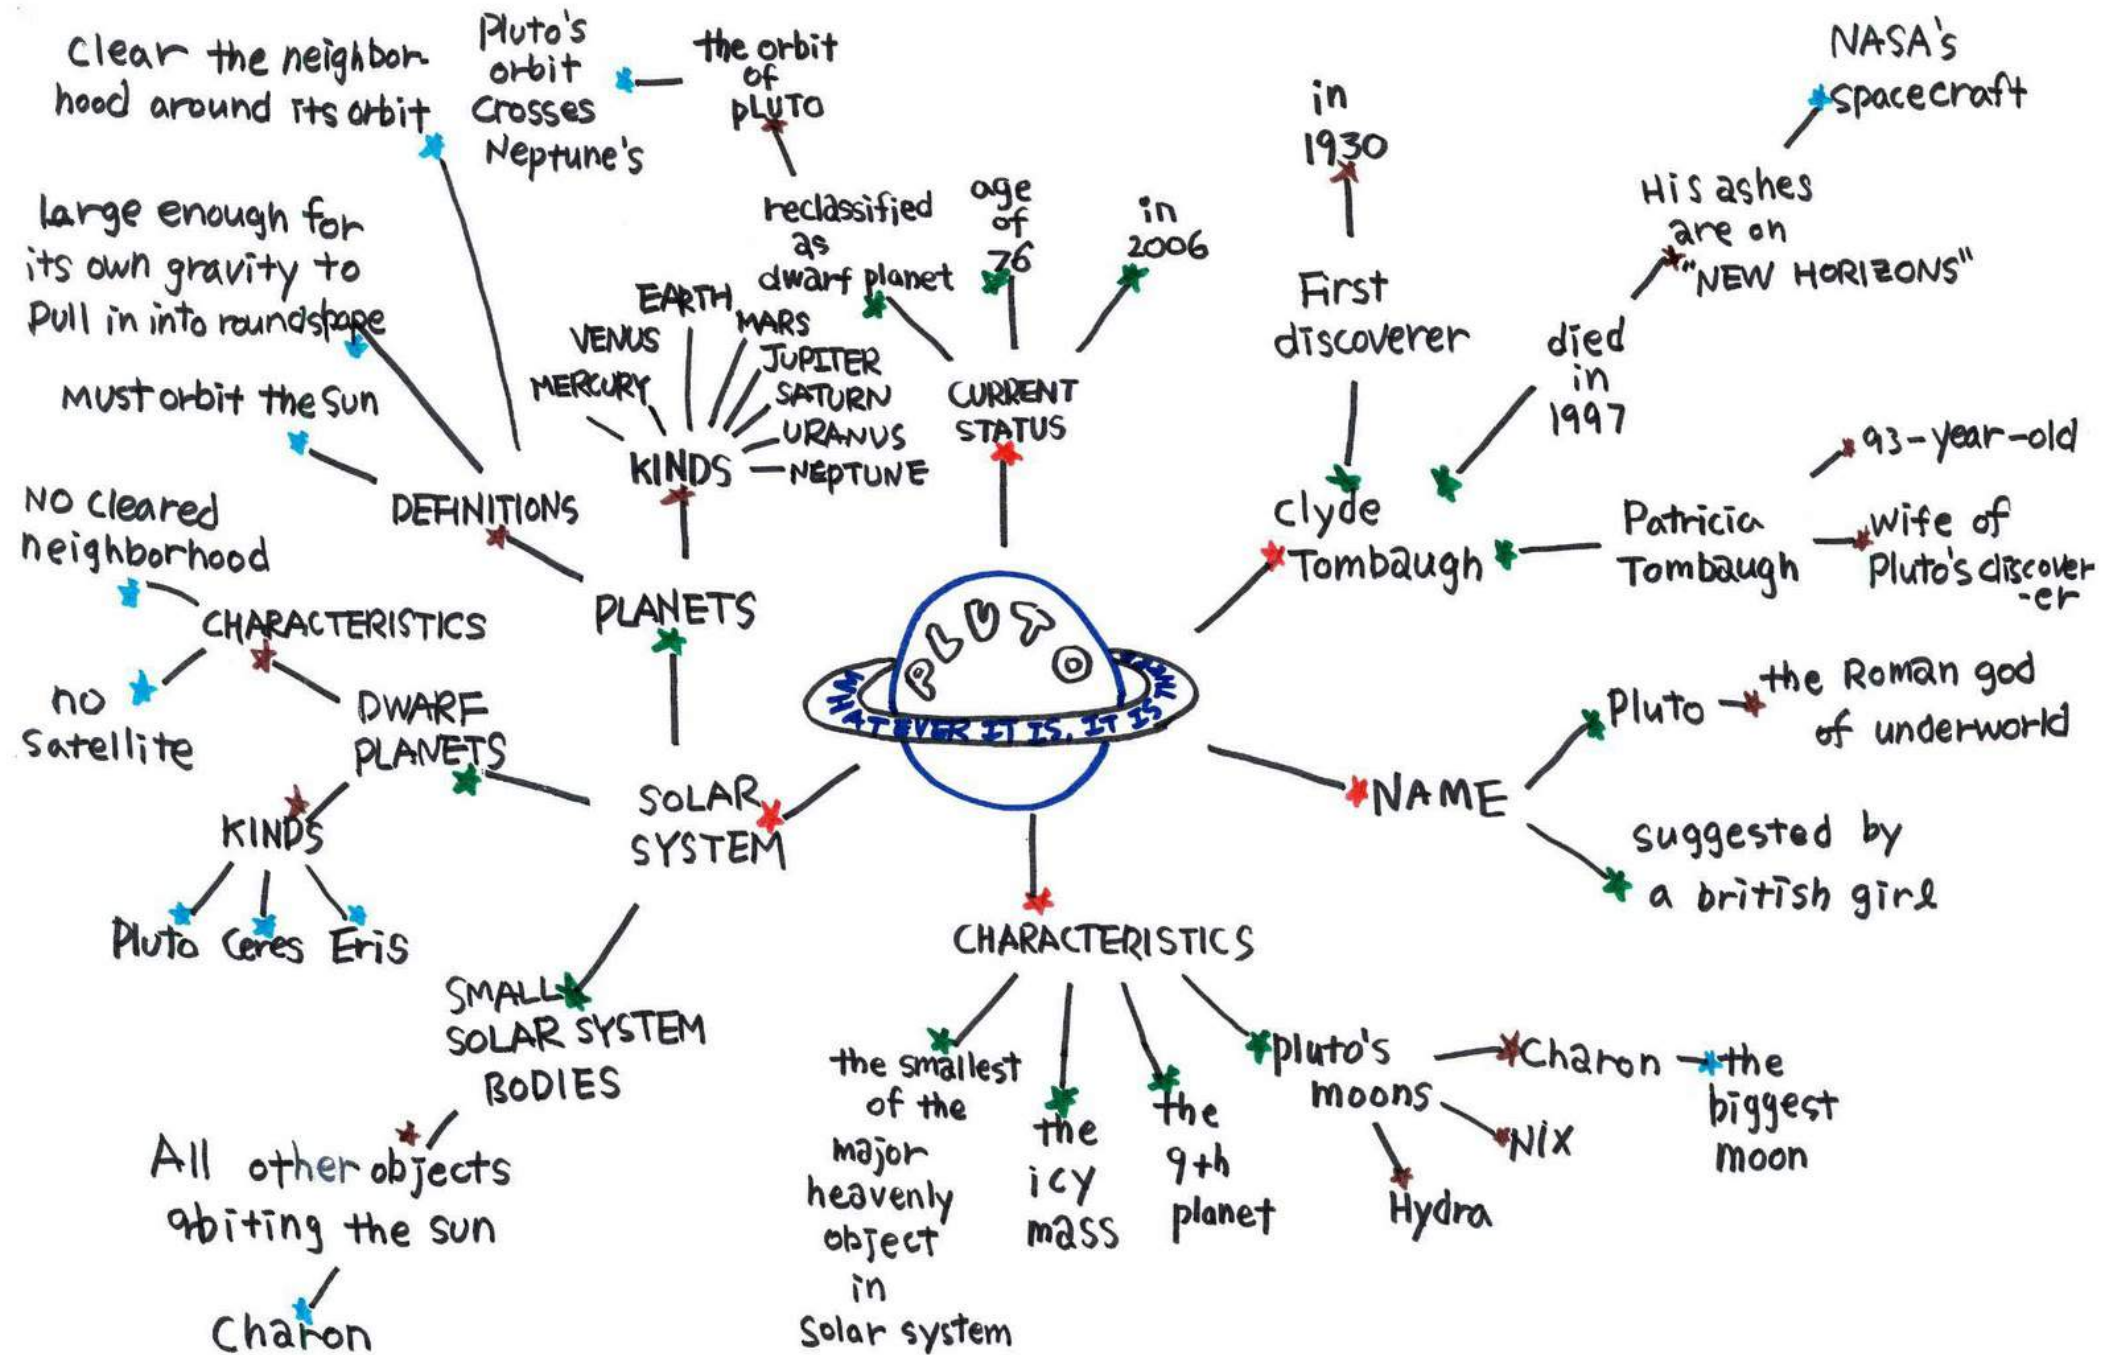 Clear the neighbor-
hood around its orbit
Pluto's
orbit
crosses
Neptune's
the orbit
of
PLUTO
reclassified
as
dwarf planet
age
of
76
in
2006
CURRENT
STATUS
large enough for
its own gravity to
Pull in into roundshape
Must orbit the Sun
DEFINITIONS
MERCURY
VENUS
EARTH
MARS
JUPITER
SATURN
URANUS
NEPTUNE
KINDS
PLANETS
NO Cleared
neighborhood
CHARACTERISTICS
no
Satellite
DWARF
PLANETS
KINDS
Pluto Ceres Eris
SOLAR
SYSTEM
SMALL
SOLAR SYSTEM
BODIES
All other objects
obiting the sun
Charon
PLUTO
WHATEVER IT IS, IT IS
in
1930
First
discoverer
Clyde
Tombaugh
died
in
1997
His ashes
are on
"NEW HORIZONS"
NASA's
spacecraft
Patricia
Tombaugh
93-year-old
wife of
Pluto's discover
-er
NAME
Pluto
the Roman god
of underworld
suggested by
a british girl
CHARACTERISTICS
the smallest
of the
major
heavenly
object
in
Solar system
the
icy
mass
the
9th
planet
pluto's
moons
Charon
the
biggest
moon
Nix
Hydra